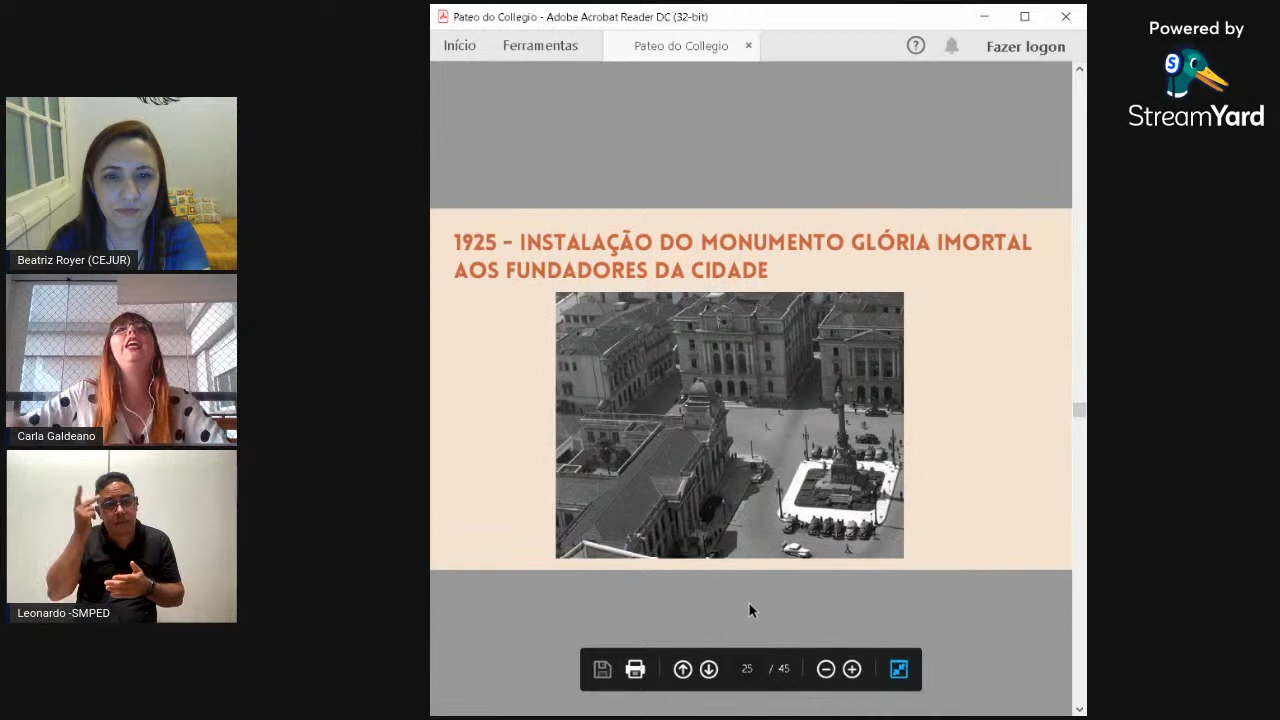 Pateo do Collegio - Adobe Acrobat Reader DC (32-bit)
Início Ferramentas Pateo do Collegio × ? Fazer logon
Powered by
S
StreamYard
1925 - INSTALAÇÃO DO MONUMENTO GLÓRIA IMORTAL
AOS FUNDADORES DA CIDADE
Beatriz Royer (CEJUR)
Carla Galdeano
Leonardo -SMPED
25 / 45